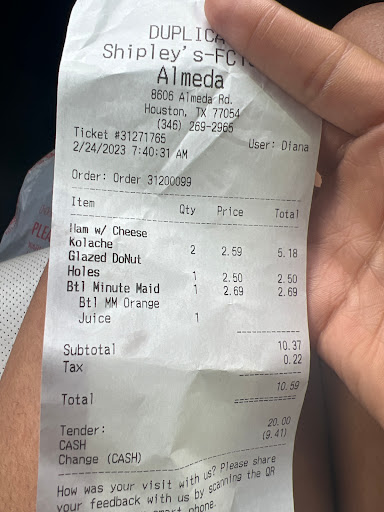 DUPLICA
Shipley's-FC
Almeda
8606 Almeda Rd.
Houston, TX 77054
(346) 269-2965
Ticket #31271765
User: Diana
2/24/2023 7:40:31 AM
Order: Order 31200099
Item Qty Price Total
Ham w/ Cheese
Kolache 2 2.59 5.18
Glazed DoNut
Holes 1 2.50 2.50
Btl Minute Maid 1 2.69 2.69
Btl MM Orange
Juice 1
Subtotal 10.37
Tax 0.22
Total 10.59
Tender:
CASH 20.00
Change (CASH) (9.41)
How was your visit with us? Please share
your feedback with us by scanning the QR
phone.